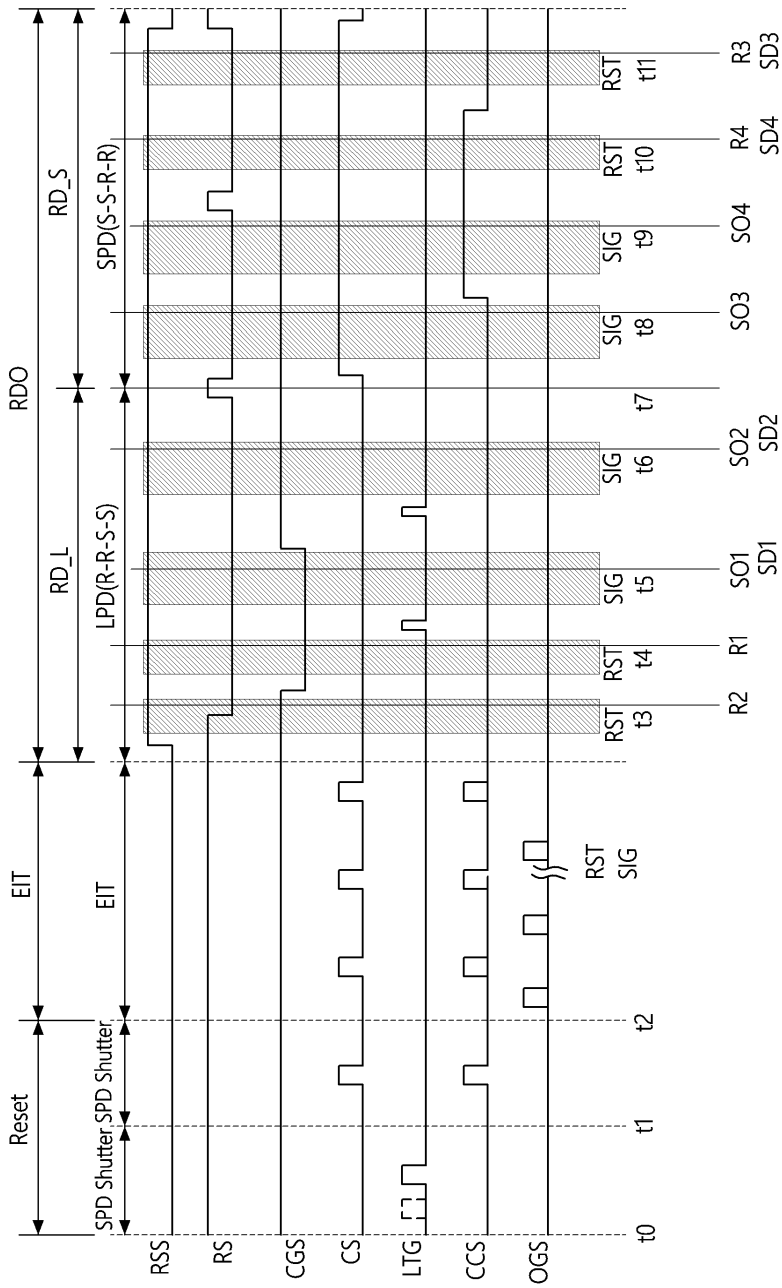 Reset EIT RDO
RD_L RD_S
SPD Shutter SPD Shutter EIT LPD(R-R-S-S) SPD(S-S-R-R)
RSS
RS
CGS
CS
LTG
CCS
OGS
RST
SIG
RST RST SIG SIG SIG SIG RST RST
t0 t1 t2 t3 t4 t5 t6 t7 t8 t9 t10 t11
R2 R1 SO1 SO2 SO3 SO4 R4 R3
SD1 SD2 SD4 SD3